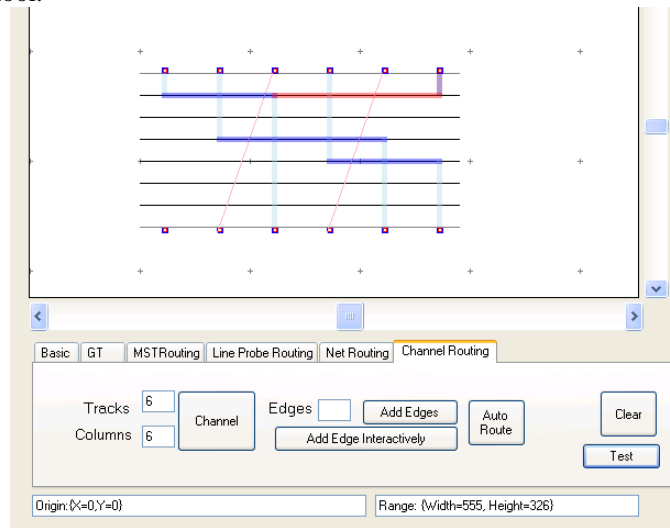 Basic GT MSTRouting Line Probe Routing Net Routing Channel Routing
Tracks 6 Channel Edges Add Edges Auto Route Clear
Columns 6 Add Edge Interactively Test
Origin:{X=0,Y=0} Range: {Width=555, Height=326}